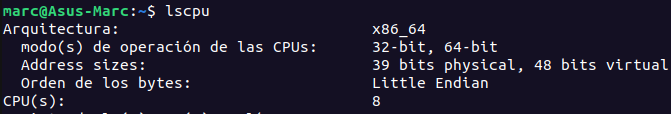 marc@Asus-Marc:~$ lscpu
Arquitectura: x86_64
modo(s) de operación de las CPUs: 32-bit, 64-bit
Address sizes: 39 bits physical, 48 bits virtual
Orden de los bytes: Little Endian
CPU(s): 8